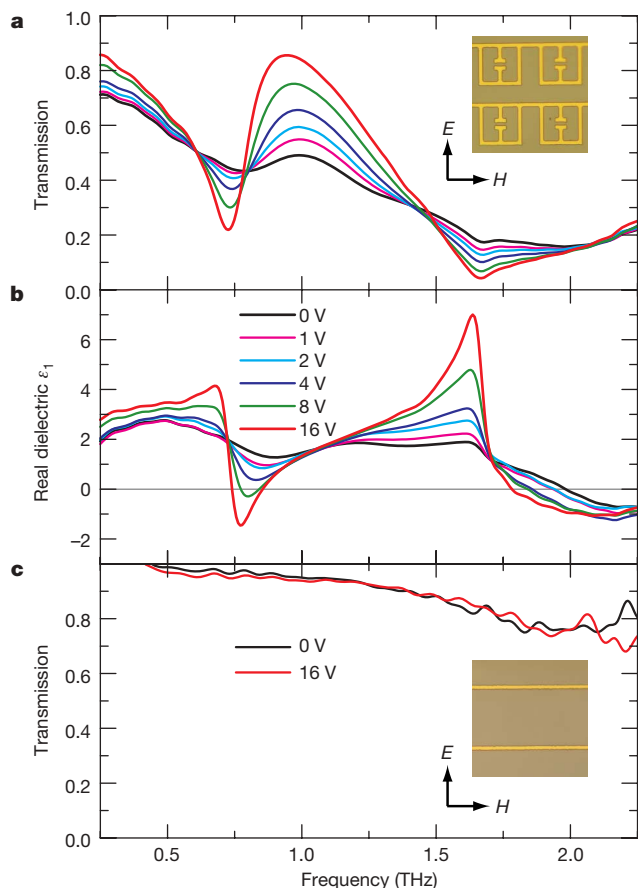 a
1.0
0.8
0.6
0.4
0.2
0.0
Transmission
E
H
b
6
4
2
0
−2
Real dielectric ε1
0 V
1 V
2 V
4 V
8 V
16 V
c
0.8
0.6
0.4
0.2
0.0
Transmission
0 V
16 V
E
H
0.5 1.0 1.5 2.0
Frequency (THz)